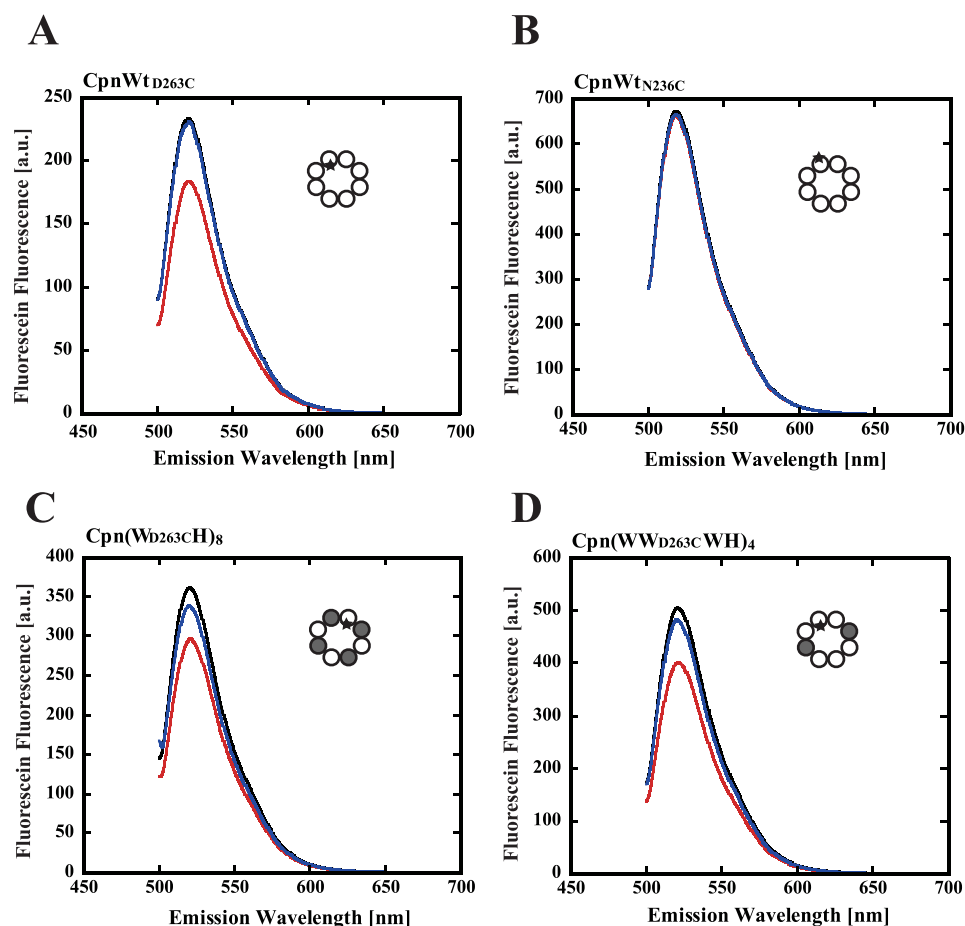 A
CpnWtD263C
250
200
150
100
50
0
450 500 550 600 650 700
Fluorescein Fluorescence [a.u.]
Emission Wavelength [nm]
B
CpnWtN236C
700
600
500
400
300
200
100
0
450 500 550 600 650 700
Fluorescein Fluorescence [a.u.]
Emission Wavelength [nm]
C
Cpn(WD263CH)8
400
350
300
250
200
150
100
50
0
450 500 550 600 650 700
Fluorescein Fluorescence [a.u.]
Emission Wavelength [nm]
D
Cpn(WWD263CWH)4
600
500
400
300
200
100
0
450 500 550 600 650 700
Fluorescein Fluorescence [a.u.]
Emission Wavelength [nm]